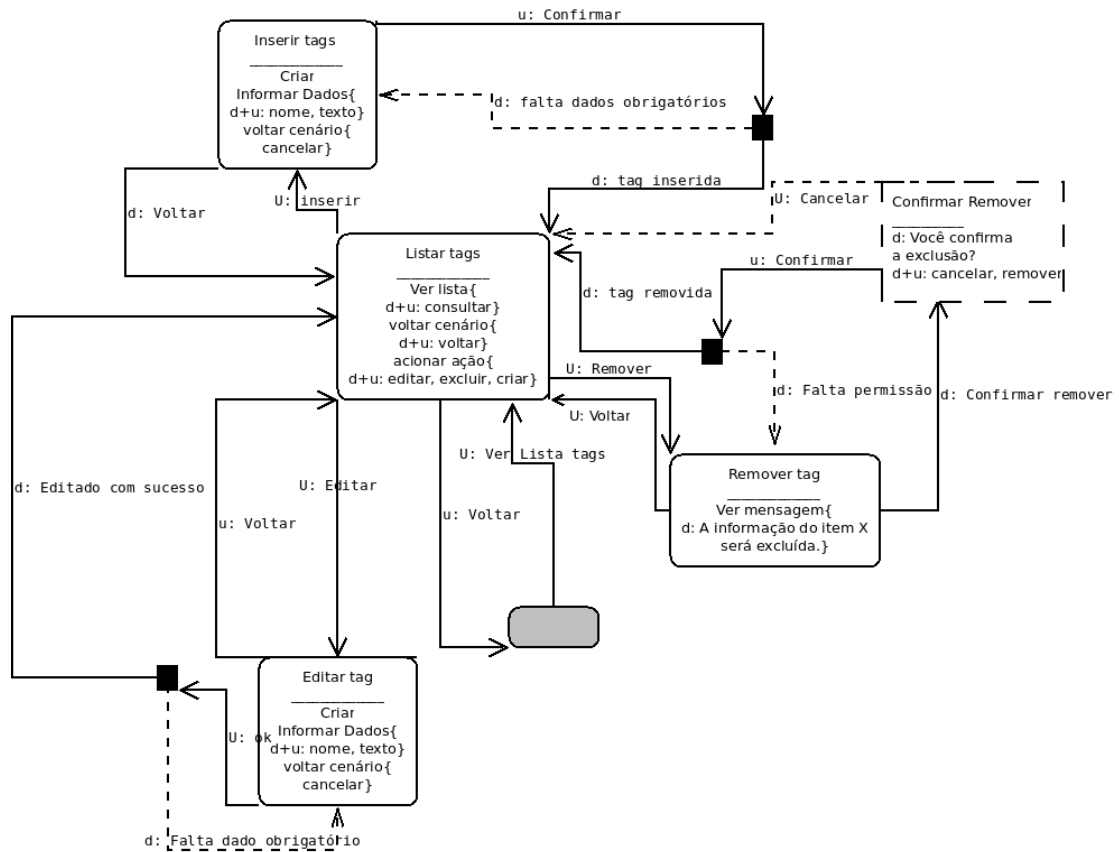 u: Confirmar
Inserir tags
Criar
Informar Dados{
d+u: nome, texto}
voltar cenário{
cancelar}
d: falta dados obrigatórios
d: tag inserida
U: Cancelar
Confirmar Remover
d: Você confirma
a exclusão?
d+u: cancelar, remover
d: Voltar
U: inserir
Listar tags
Ver lista{
d+u: consultar}
voltar cenário{
d+u: voltar}
acionar ação{
d+u: editar, excluir, criar}
u: Confirmar
d: tag removida
U: Remover
d: Falta permissão
d: Confirmar remover
U: Voltar
U: Ver Lista tags
Remover tag
Ver mensagem{
d: A informação do item X
será excluída.}
d: Editado com sucesso
U: Editar
u: Voltar
u: Voltar
Editar tag
Criar
Informar Dados{
d+u: nome, texto}
voltar cenário{
cancelar}
U: ok
d: Falta dado obrigatório